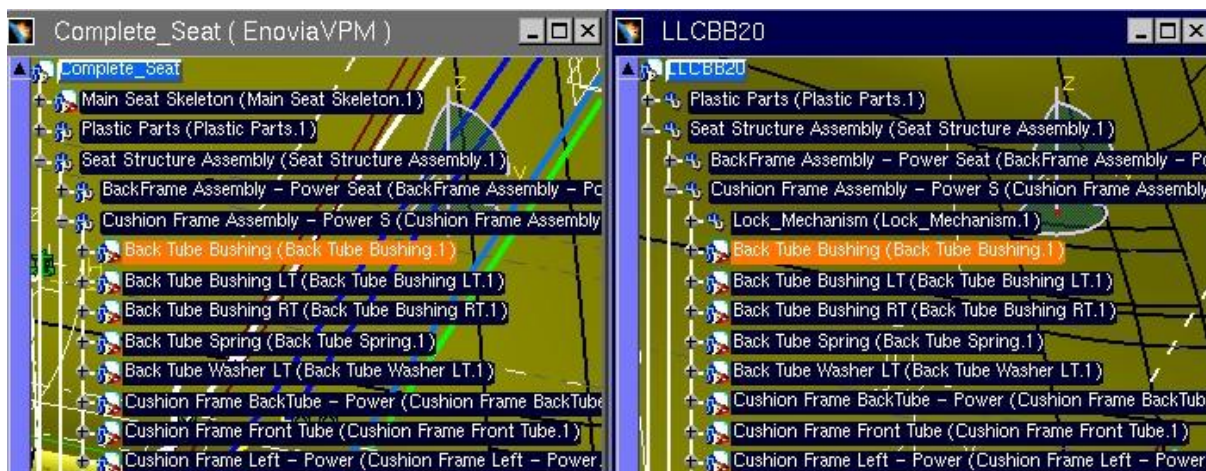 Complete_Seat ( EnoviaVPM )
Complete_Seat
Main Seat Skeleton (Main Seat Skeleton.1)
Plastic Parts (Plastic Parts.1)
Seat Structure Assembly (Seat Structure Assembly.1)
BackFrame Assembly – Power Seat (BackFrame Assembly – Po
Cushion Frame Assembly – Power S (Cushion Frame Assembly
Back Tube Bushing (Back Tube Bushing.1)
Back Tube Bushing LT (Back Tube Bushing LT.1)
Back Tube Bushing RT (Back Tube Bushing RT.1)
Back Tube Spring (Back Tube Spring.1)
Back Tube Washer LT (Back Tube Washer LT.1)
Cushion Frame BackTube – Power (Cushion Frame BackTube
Cushion Frame Front Tube (Cushion Frame Front Tube.1)
Cushion Frame Left – Power (Cushion Frame Left – Power.
Z
Y
LLCBB20
LLCBB20
Plastic Parts (Plastic Parts.1)
Seat Structure Assembly (Seat Structure Assembly.1)
BackFrame Assembly – Power Seat (BackFrame Assembly – Po
Cushion Frame Assembly – Power S (Cushion Frame Assembly
Lock_Mechanism (Lock_Mechanism.1)
Back Tube Bushing (Back Tube Bushing.1)
Back Tube Bushing LT (Back Tube Bushing LT.1)
Back Tube Bushing RT (Back Tube Bushing RT.1)
Back Tube Spring (Back Tube Spring.1)
Back Tube Washer LT (Back Tube Washer LT.1)
Cushion Frame BackTube – Power (Cushion Frame BackTub
Cushion Frame Front Tube (Cushion Frame Front Tube.1)
Cushion Frame Left – Power (Cushion Frame Left – Power
Z